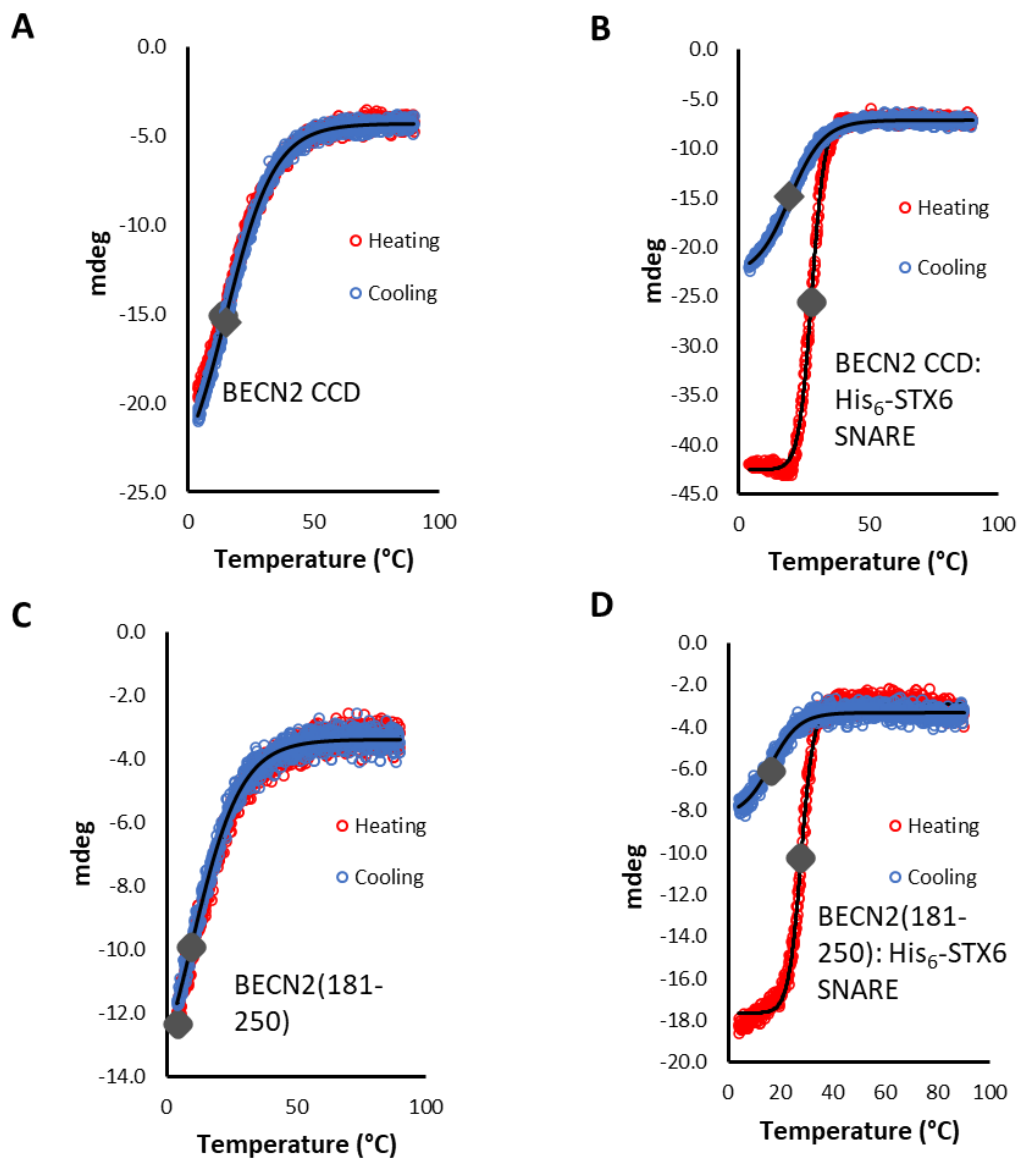 A
0.0
-5.0
-10.0
-15.0
-20.0
-25.0
mdeg
Heating
Cooling
BECN2 CCD
0 50 100
Temperature (°C)
B
0.0
-5.0
-10.0
-15.0
-20.0
-25.0
-30.0
-35.0
-40.0
-45.0
mdeg
Heating
Cooling
BECN2 CCD:
His₆-STX6
SNARE
0 50 100
Temperature (°C)
C
0.0
-2.0
-4.0
-6.0
-8.0
-10.0
-12.0
-14.0
mdeg
Heating
Cooling
BECN2(181-
250)
0 50 100
Temperature (°C)
D
0.0
-2.0
-4.0
-6.0
-8.0
-10.0
-12.0
-14.0
-16.0
-18.0
-20.0
mdeg
Heating
Cooling
BECN2(181-
250): His₆-STX6
SNARE
0 20 40 60 80 100
Temperature (°C)